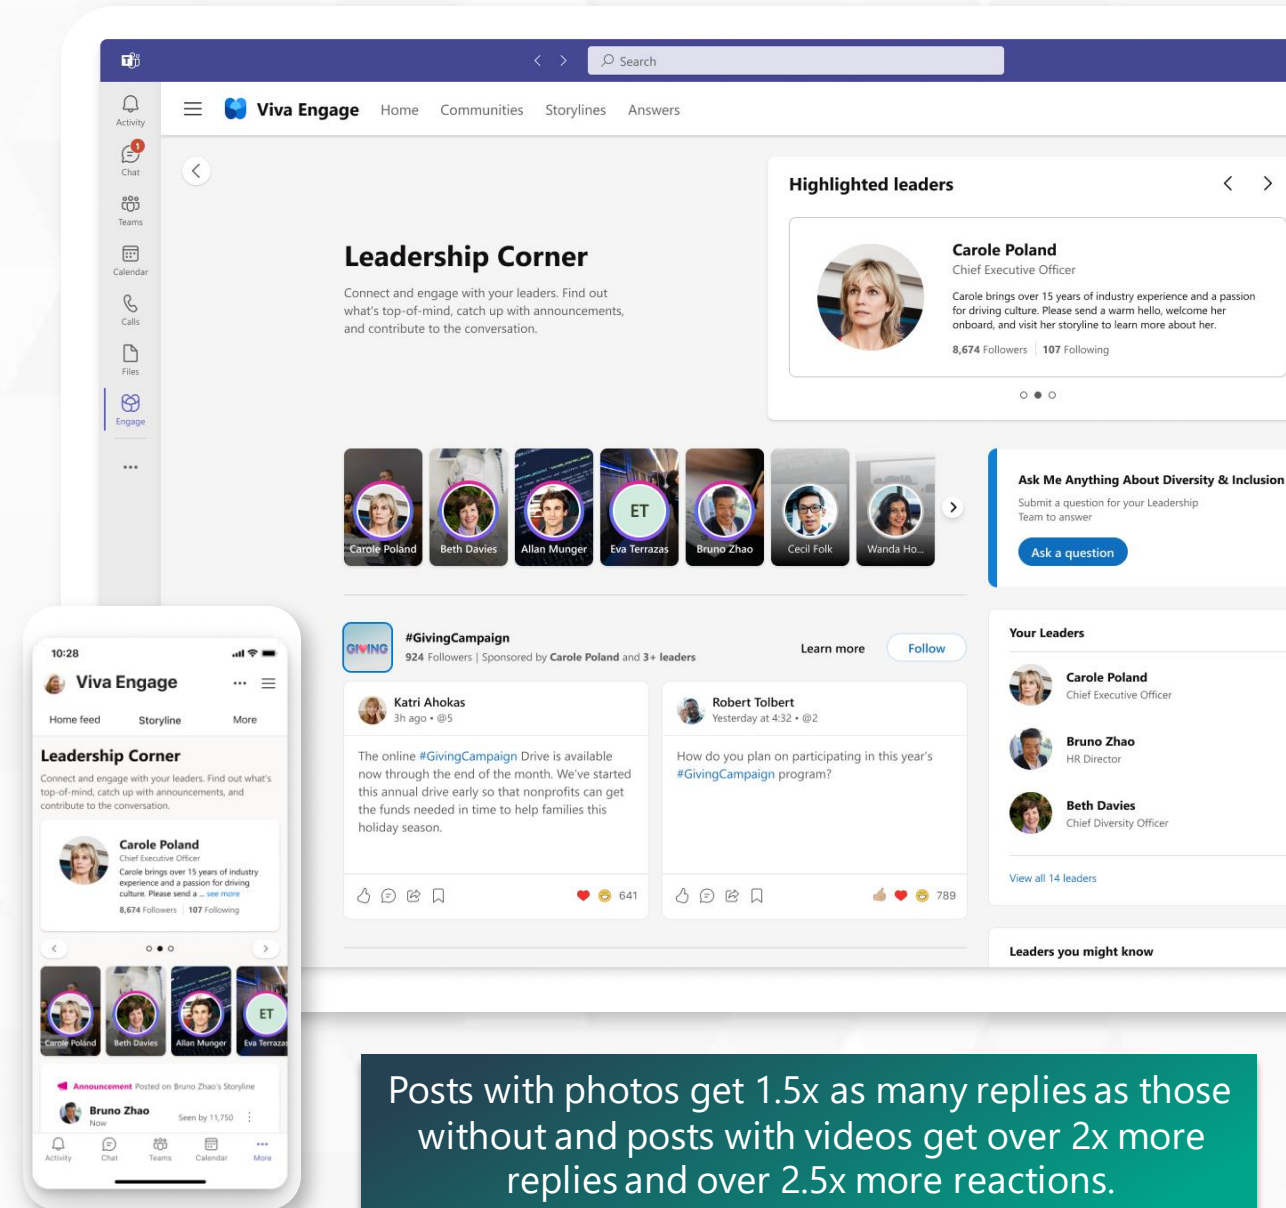 Search
Activity
1
Chat
Teams
Calendar
Calls
Files
Engage
Viva Engage Home Communities Storylines Answers
Leadership Corner
Connect and engage with your leaders. Find out
what's top-of-mind, catch up with announcements,
and contribute to the conversation.
Highlighted leaders
Carole Poland
Chief Executive Officer
Carole brings over 15 years of industry experience and a passion
for driving culture. Please send a warm hello, welcome her
onboard, and visit her storyline to learn more about her.
8,674 Followers | 107 Following
Carole Poland
Beth Davies
Allan Munger
ET
Eva Terrazas
Bruno Zhao
Cecil Folk
Wanda Ho...
Ask Me Anything About Diversity & Inclusion
Submit a question for your Leadership
Team to answer
Ask a question
GIVING
#GivingCampaign
924 Followers | Sponsored by Carole Poland and 3+ leaders
Learn more
Follow
Katri Ahokas
3h ago • @5
The online #GivingCampaign Drive is available
now through the end of the month. We've started
this annual drive early so that nonprofits can get
the funds needed in time to help families this
holiday season.
641
Robert Tolbert
Yesterday at 4:32 • @2
How do you plan on participating in this year's
#GivingCampaign program?
789
Your Leaders
Carole Poland
Chief Executive Officer
Bruno Zhao
HR Director
Beth Davies
Chief Diversity Officer
View all 14 leaders
Leaders you might know
10:28
Viva Engage
Home feed Storyline More
Leadership Corner
Connect and engage with your leaders. Find out what's
top-of-mind, catch up with announcements, and
contribute to the conversation.
Carole Poland
Chief Executive Officer
Carole brings over 15 years of industry
experience and a passion for driving
culture. Please send a ... see more
8,674 Followers | 107 Following
Carole Poland
Beth Davies
Allan Munger
ET
Eva Terrazas
Announcement Posted on Bruno Zhao's Storyline
Bruno Zhao
Now
Seen by 11,750
Activity Chat Teams Calendar More
Posts with photos get 1.5x as many replies as those
without and posts with videos get over 2x more
replies and over 2.5x more reactions.